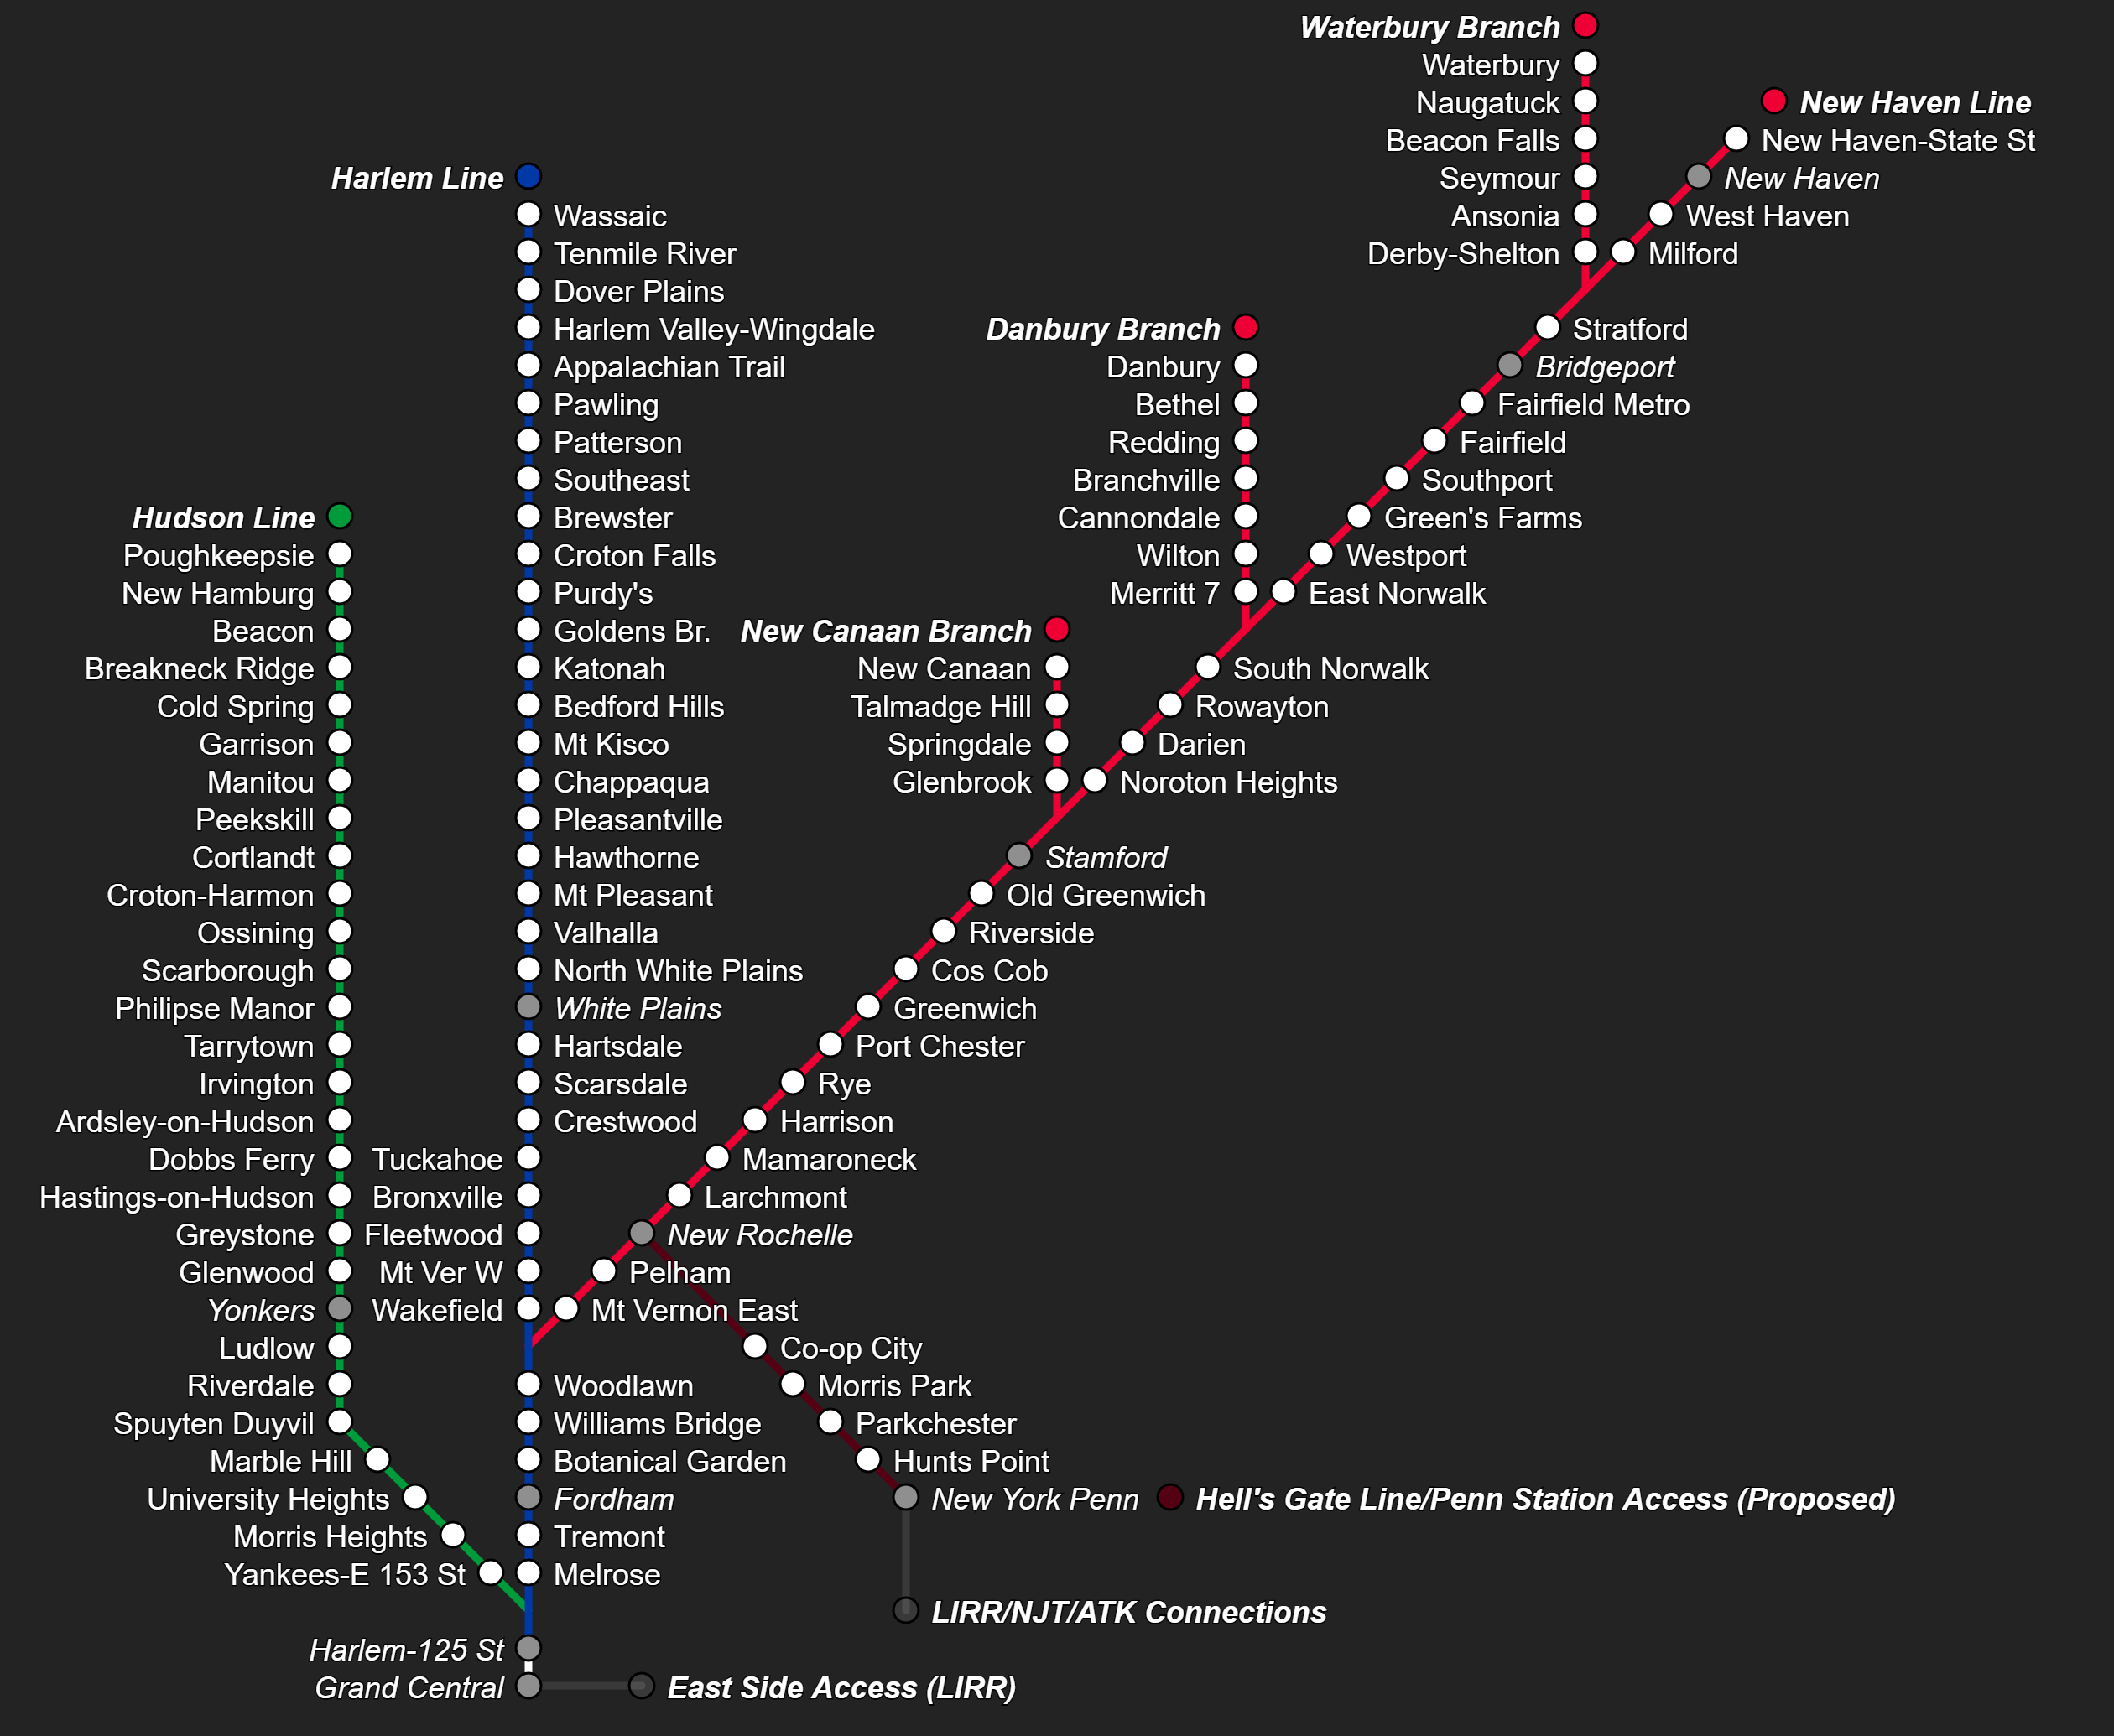 Waterbury Branch
Waterbury
Naugatuck
New Haven Line
Beacon Falls
New Haven-State St
Harlem Line
Seymour
New Haven
Wassaic
Ansonia
West Haven
Tenmile River
Derby-Shelton
Milford
Dover Plains
Harlem Valley-Wingdale
Danbury Branch
Stratford
Appalachian Trail
Danbury
Bridgeport
Pawling
Bethel
Fairfield Metro
Patterson
Redding
Fairfield
Southeast
Branchville
Southport
Hudson Line
Brewster
Cannondale
Green's Farms
Poughkeepsie
Croton Falls
Wilton
Westport
New Hamburg
Purdy's
Merritt 7
East Norwalk
Beacon
Goldens Br.
New Canaan Branch
Breakneck Ridge
Katonah
New Canaan
South Norwalk
Cold Spring
Bedford Hills
Talmadge Hill
Rowayton
Garrison
Mt Kisco
Springdale
Darien
Manitou
Chappaqua
Glenbrook
Noroton Heights
Peekskill
Pleasantville
Cortlandt
Hawthorne
Stamford
Croton-Harmon
Mt Pleasant
Old Greenwich
Ossining
Valhalla
Riverside
Scarborough
North White Plains
Cos Cob
Philipse Manor
White Plains
Greenwich
Tarrytown
Hartsdale
Port Chester
Irvington
Scarsdale
Rye
Ardsley-on-Hudson
Crestwood
Harrison
Dobbs Ferry
Tuckahoe
Mamaroneck
Hastings-on-Hudson
Bronxville
Larchmont
Greystone
Fleetwood
New Rochelle
Glenwood
Mt Ver W
Pelham
Yonkers
Wakefield
Mt Vernon East
Ludlow
Co-op City
Riverdale
Woodlawn
Morris Park
Spuyten Duyvil
Williams Bridge
Parkchester
Marble Hill
Botanical Garden
Hunts Point
University Heights
Fordham
New York Penn
Hell's Gate Line/Penn Station Access (Proposed)
Morris Heights
Tremont
Yankees-E 153 St
Melrose
LIRR/NJT/ATK Connections
Harlem-125 St
Grand Central
East Side Access (LIRR)